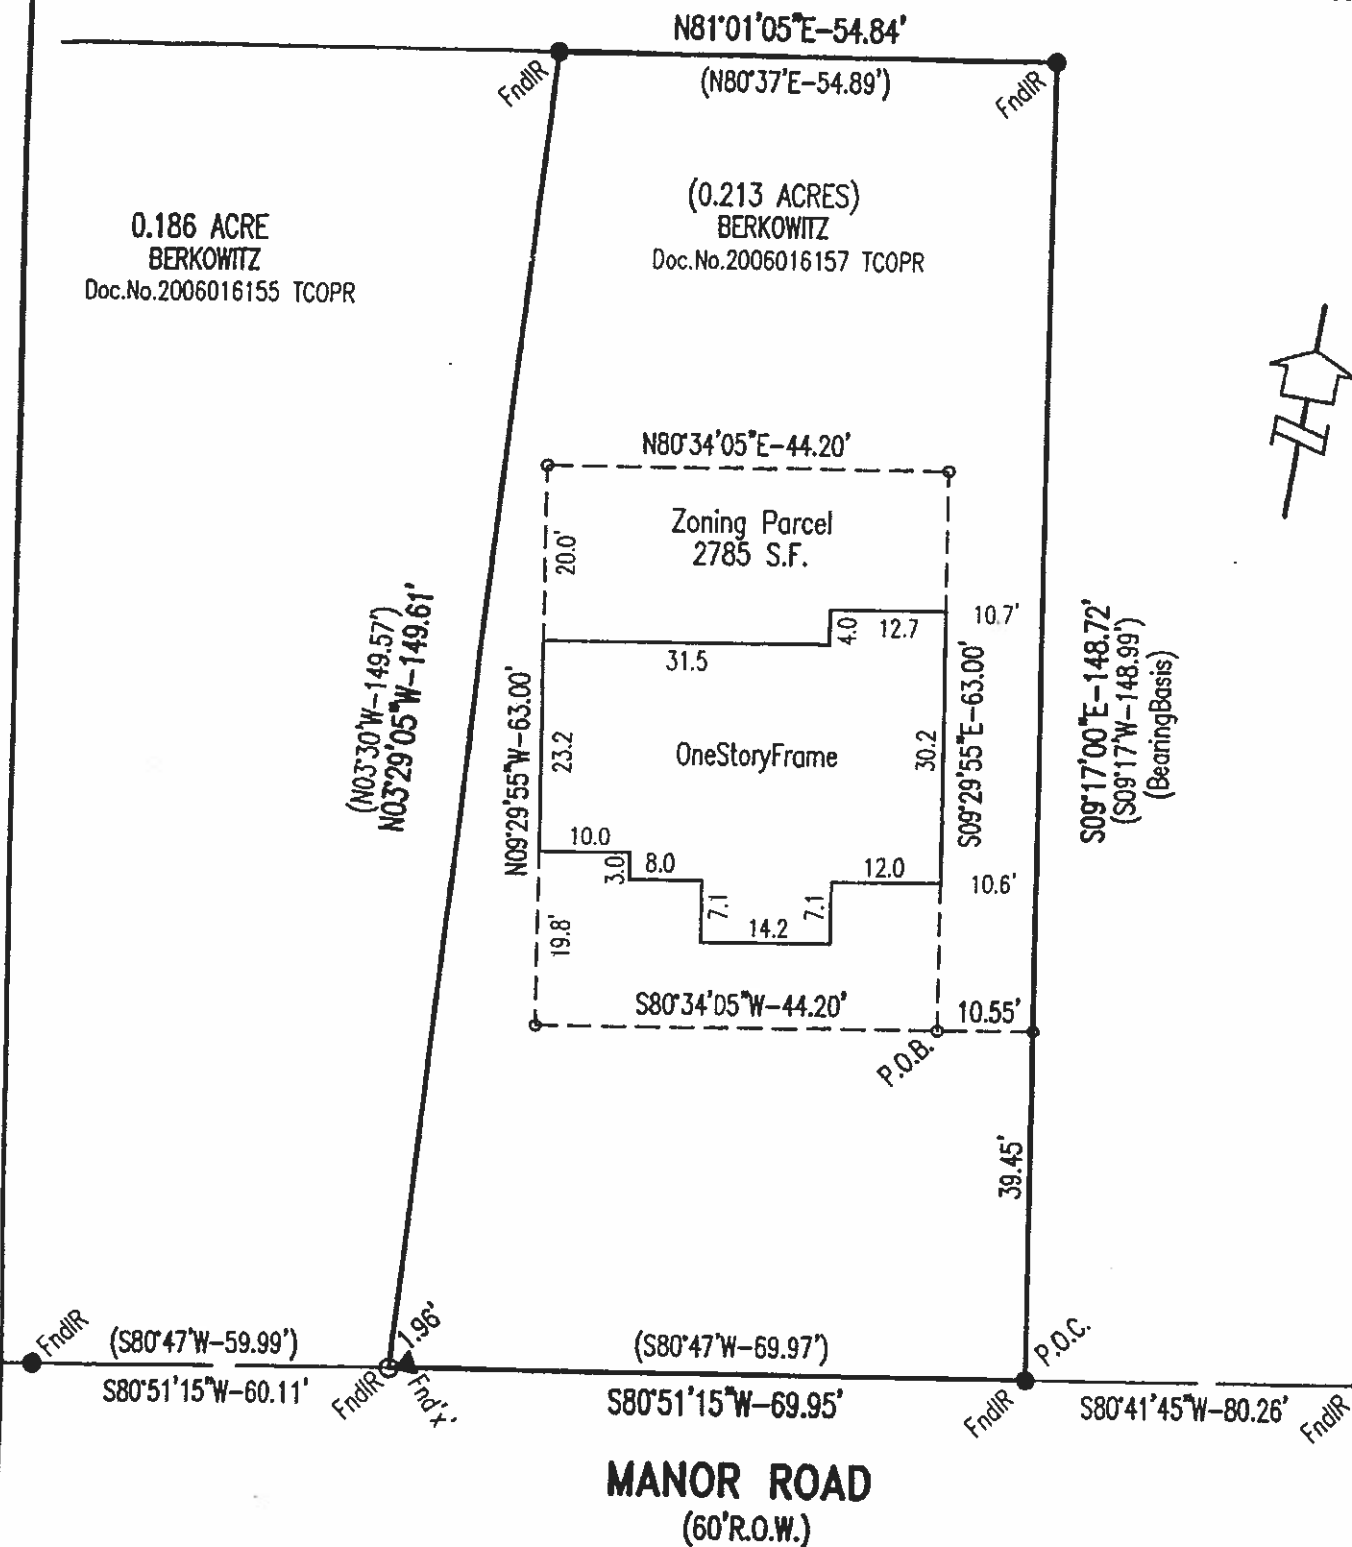 N81°01'05"E-54.84'
(N80°37'E-54.89')
FndIR
FndIR
0.186 ACRE
BERKOWITZ
Doc.No.2006016155 TCOPR
(0.213 ACRES)
BERKOWITZ
Doc.No.2006016157 TCOPR
N80°34'05"E-44.20'
Zoning Parcel
2785 S.F.
20.0'
(N03°30'W-149.57')
N03°29'05"W-149.61'
31.5
4.0
12.7
10.7'
N09°29'55"W-63.00'
23.2
OneStoryFrame
30.2
S09°29'55"E-63.00'
S09°17'00"E-148.72'
(S09°17'W-148.99')
(BearingBasis)
10.0
3.0
8.0
7.1
14.2
7.1
12.0
10.6'
19.8'
S80°34'05"W-44.20'
10.55'
P.O.B.
39.45'
FndIR
(S80°47'W-59.99')
S80°51'15"W-60.11'
1.96'
FndIR
Fnd'x'
(S80°47'W-69.97')
S80°51'15"W-69.95'
P.O.C.
FndIR
S80°41'45"W-80.26'
FndIR
MANOR ROAD
(60'R.O.W.)